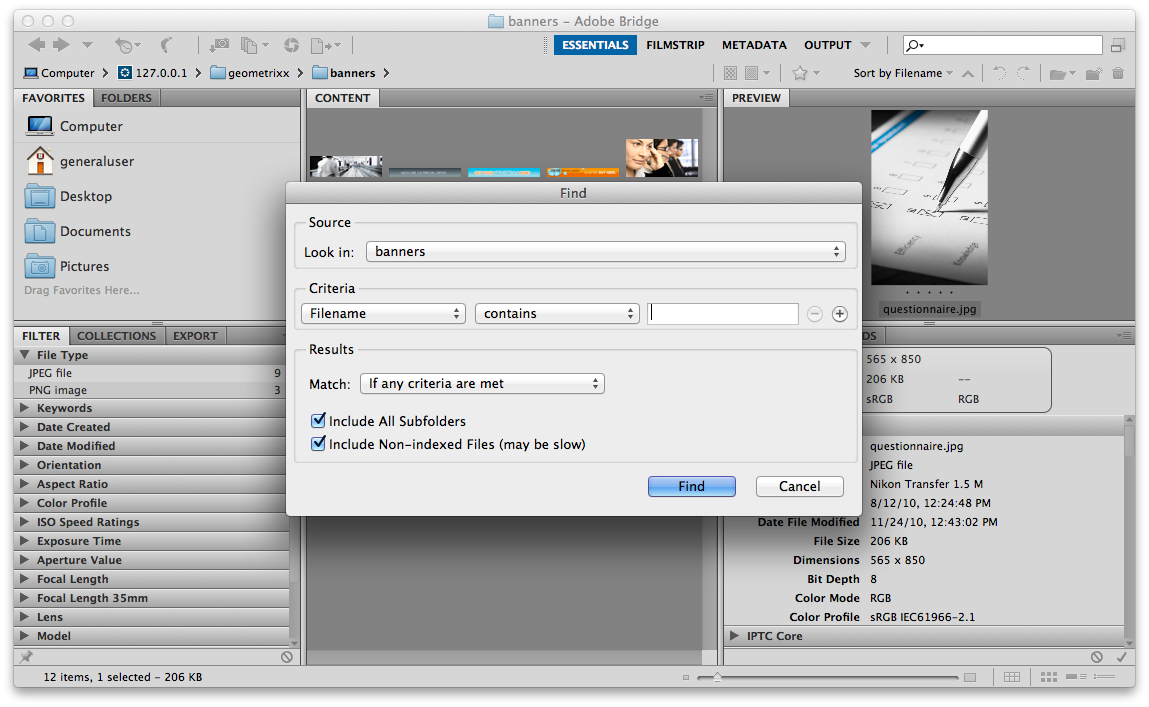 banners – Adobe Bridge
ESSENTIALS FILMSTRIP METADATA OUTPUT
Computer 127.0.0.1 geometrixx banners
Sort by Filename
FAVORITES FOLDERS
Computer
generaluser
Desktop
Documents
Pictures
Drag Favorites Here...
CONTENT
PREVIEW
questionnaire.jpg
Find
Source
Look in: banners
Criteria
Filename contains
Results
Match: If any criteria are met
Include All Subfolders
Include Non-indexed Files (may be slow)
Find Cancel
FILTER COLLECTIONS EXPORT
File Type
JPEG file 9
PNG image 3
Keywords
Date Created
Date Modified
Orientation
Aspect Ratio
Color Profile
ISO Speed Ratings
Exposure Time
Aperture Value
Focal Length
Focal Length 35mm
Lens
Model
DS
565 x 850
206 KB --
sRGB RGB
questionnaire.jpg
JPEG file
Nikon Transfer 1.5 M
8/12/10, 12:24:48 PM
Date File Modified 11/24/10, 12:43:02 PM
File Size 206 KB
Dimensions 565 x 850
Bit Depth 8
Color Mode RGB
Color Profile sRGB IEC61966-2.1
IPTC Core
12 items, 1 selected - 206 KB